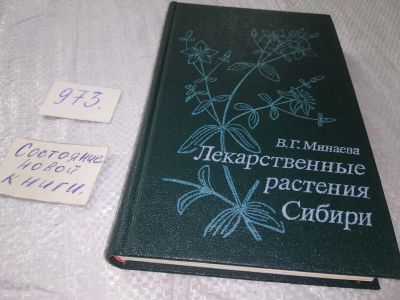 973.
Состояние
новой
книги.
В.Г.Минаева
Лекарственные
растения
Сибири